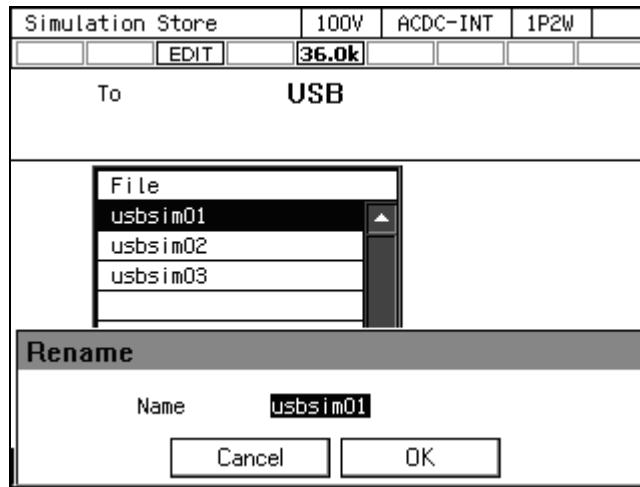 Simulation Store 100V ACDC-INT 1P2W
EDIT 36.0k
To USB
File
usbsim01
usbsim02
usbsim03
Rename
Name usbsim01
Cancel OK